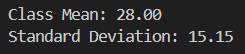 Class Mean: 28.00
Standard Deviation: 15.15